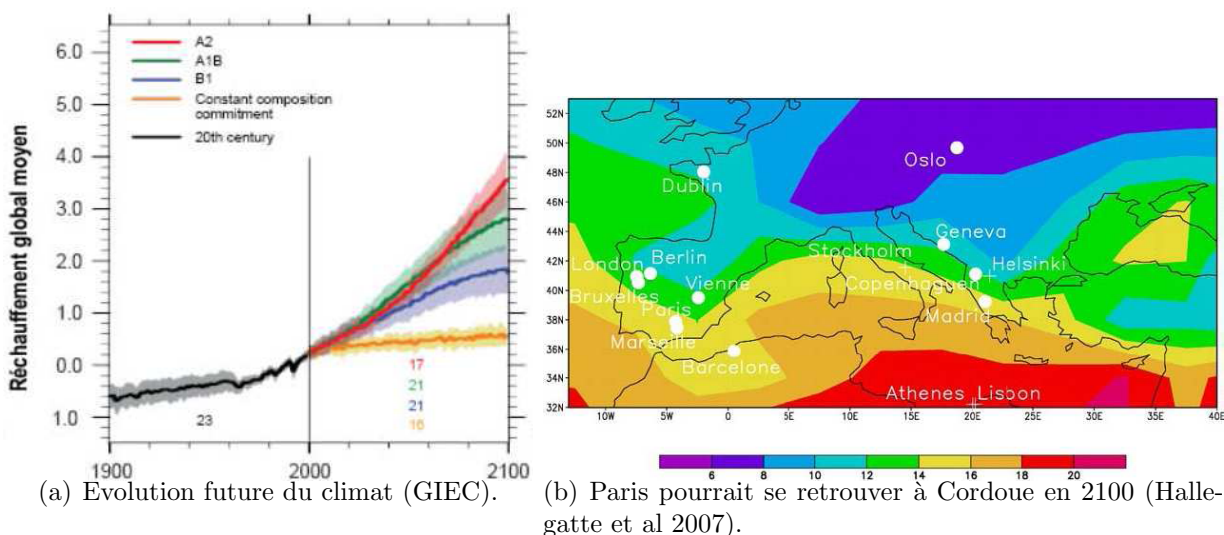 A2
A1B
B1
Constant composition
commitment
20th century
Réchauffement global moyen
6.0
5.0
4.0
3.0
2.0
1.0
0.0
1.0
23
17
21
21
16
1900
2000
2100
(a) Evolution future du climat (GIEC).
52N
50N
48N
46N
44N
42N
40N
38N
36N
34N
32N
Oslo
Dublin
Geneva
Stockholm
London
Berlin
Helsinki
Bruxelles
Vienne
Copenhaguen
Paris
Madrid
Marseille
Barcelone
Athenes Lisbon
10W
5W
0
5E
10E
15E
20E
25E
30E
35E
40E
6
8
10
12
14
16
18
20
(b) Paris pourrait se retrouver à Cordoue en 2100 (Halle-
gatte et al 2007).